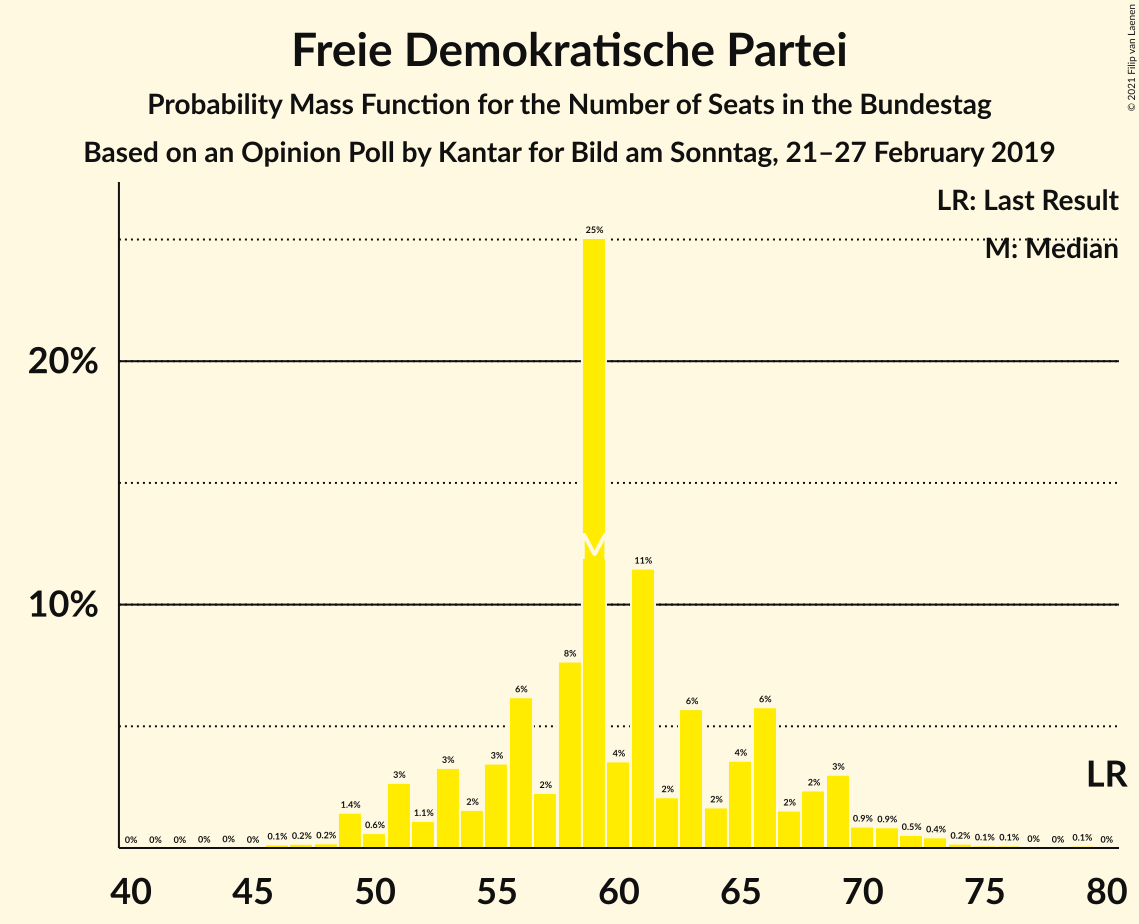 Freie Demokratische Partei
Probability Mass Function for the Number of Seats in the Bundestag
Based on an Opinion Poll by Kantar for Bild am Sonntag, 21–27 February 2019
© 2021 Filip van Laenen
LR: Last Result
M: Median
20%
10%
0% 0% 0% 0% 0% 0% 0.1% 0.2% 0.2% 1.4% 0.6% 3% 1.1% 3% 2% 3% 6% 2% 8% 25% 4% 11% 2% 6% 2% 4% 6% 2% 2% 3% 0.9% 0.9% 0.5% 0.4% 0.2% 0.1% 0.1% 0% 0% 0.1% 0%
M
LR
40 45 50 55 60 65 70 75 80